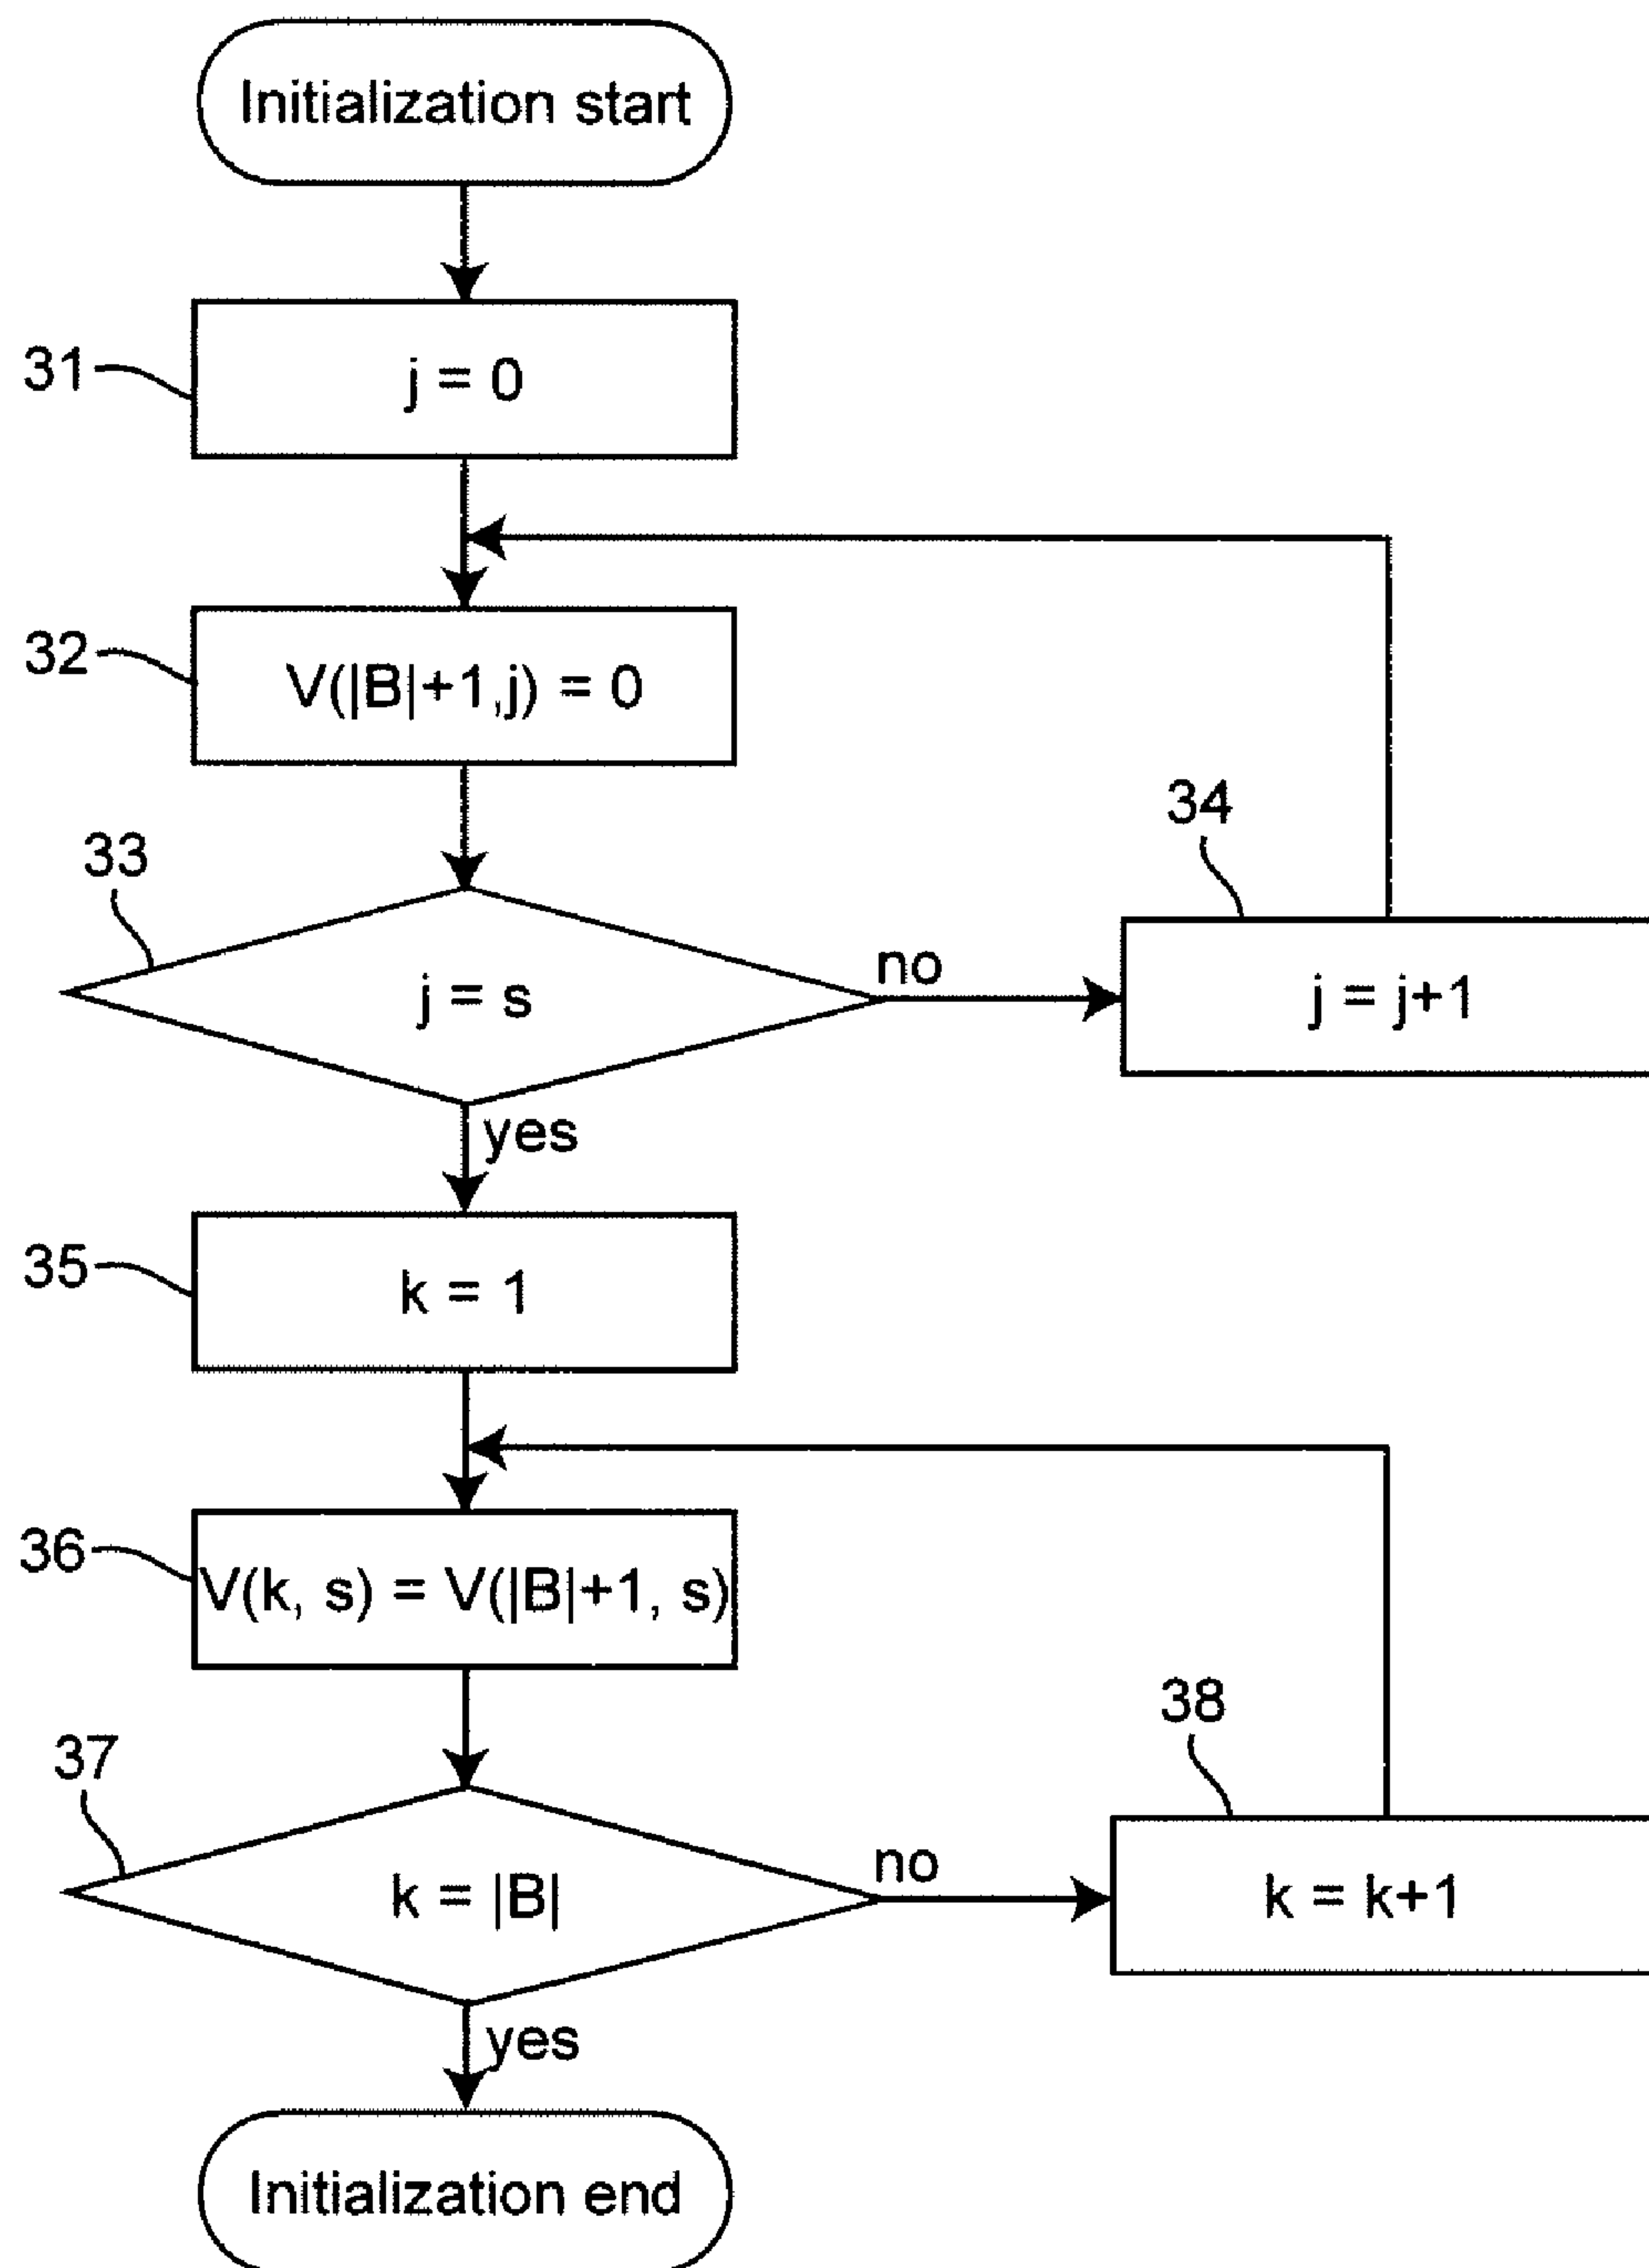 Initialization start
31
j = 0
32
V(|B|+1,j) = 0
33
j = s
no
34
j = j+1
yes
35
k = 1
36
V(k, s) = V(|B|+1, s)
37
k = |B|
no
38
k = k+1
yes
Initialization end